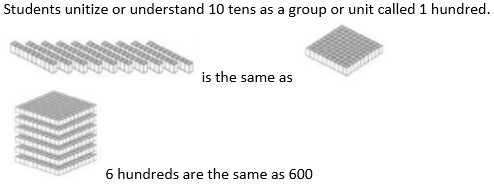 Students unitize or understand 10 tens as a group or unit called 1 hundred.
is the same as
6 hundreds are the same as 600